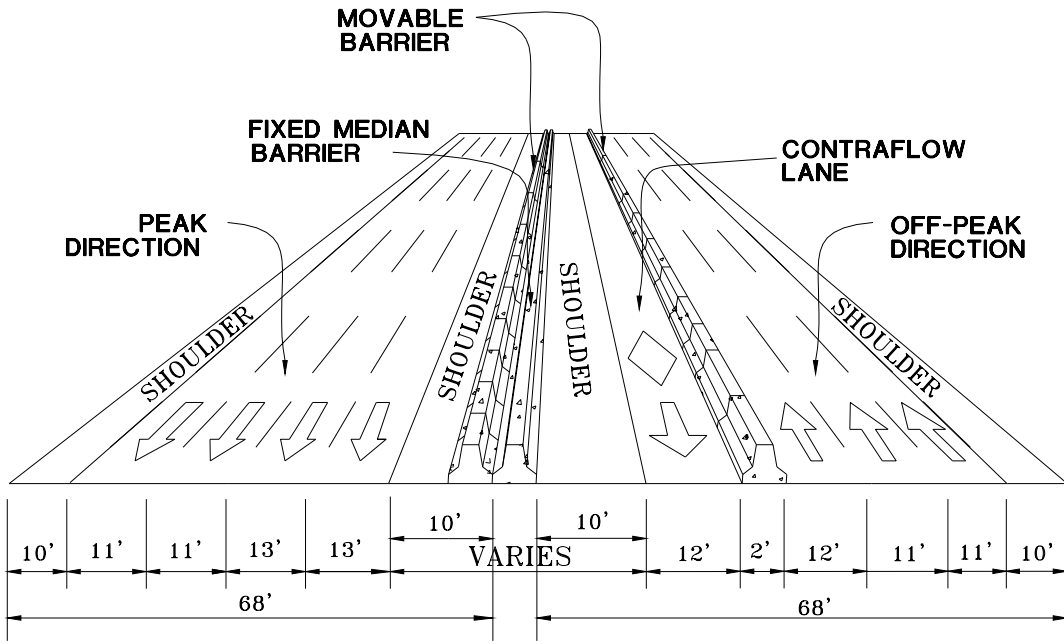 MOVABLE
BARRIER
FIXED MEDIAN
BARRIER
CONTRAFLOW
LANE
PEAK
DIRECTION
OFF-PEAK
DIRECTION
SHOULDER
SHOULDER
SHOULDER
SHOULDER
10'
11'
11'
13'
13'
10'
VARIES
10'
12'
2'
12'
11'
11'
10'
68'
68'